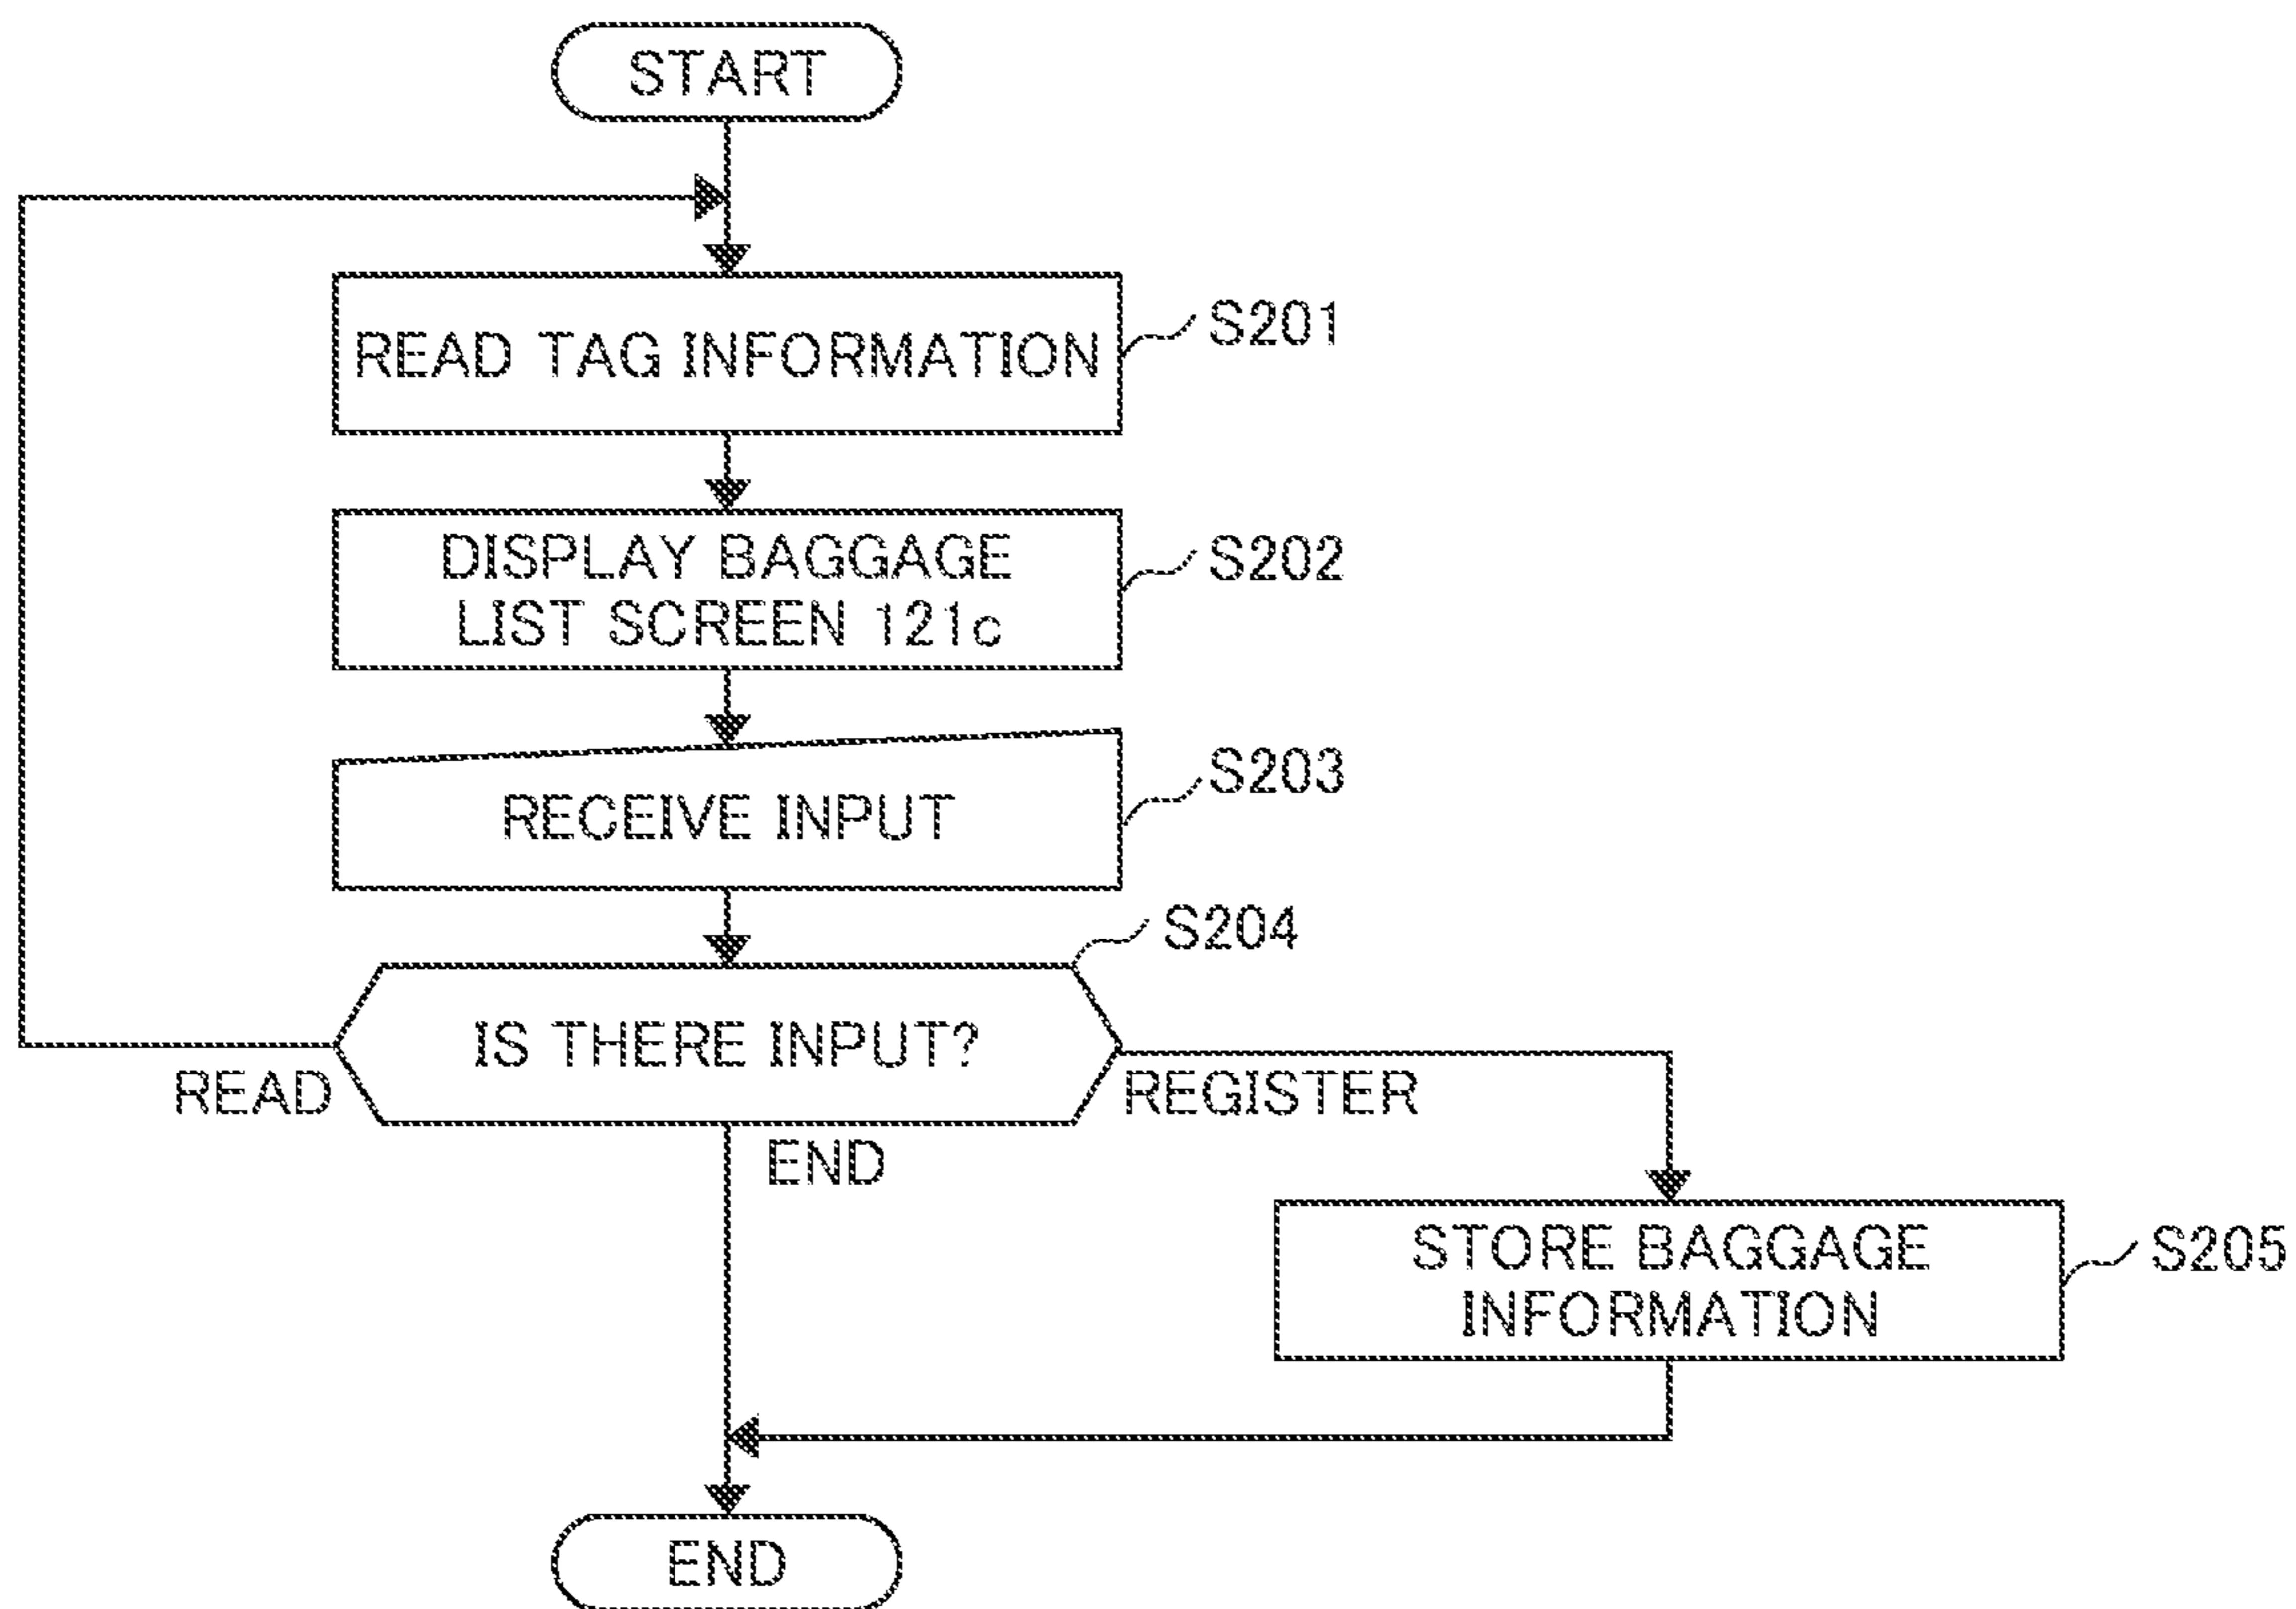 START
READ TAG INFORMATION
S201
DISPLAY BAGGAGE
LIST SCREEN 121c
S202
RECEIVE INPUT
S203
S204
IS THERE INPUT?
READ
REGISTER
END
STORE BAGGAGE
INFORMATION
S205
END